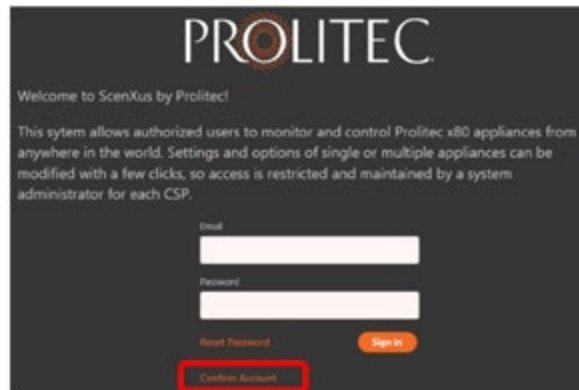 PROLITEC
Welcome to ScenXus by Prolitec!
This sytem allows authorized users to monitor and control Prolitec x80 appliances from
anywhere in the world. Settings and options of single or multiple appliances can be
modified with a few clicks, so access is restricted and maintained by a system
administrator for each CSP.
Email
Password
Reset Password
Sign in
Confirm Account